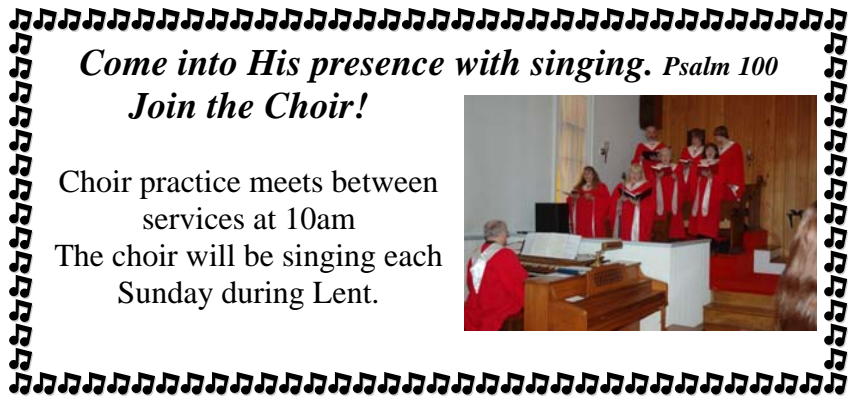 Come into His presence with singing. Psalm 100
Join the Choir!
Choir practice meets between
services at 10am
The choir will be singing each
Sunday during Lent.